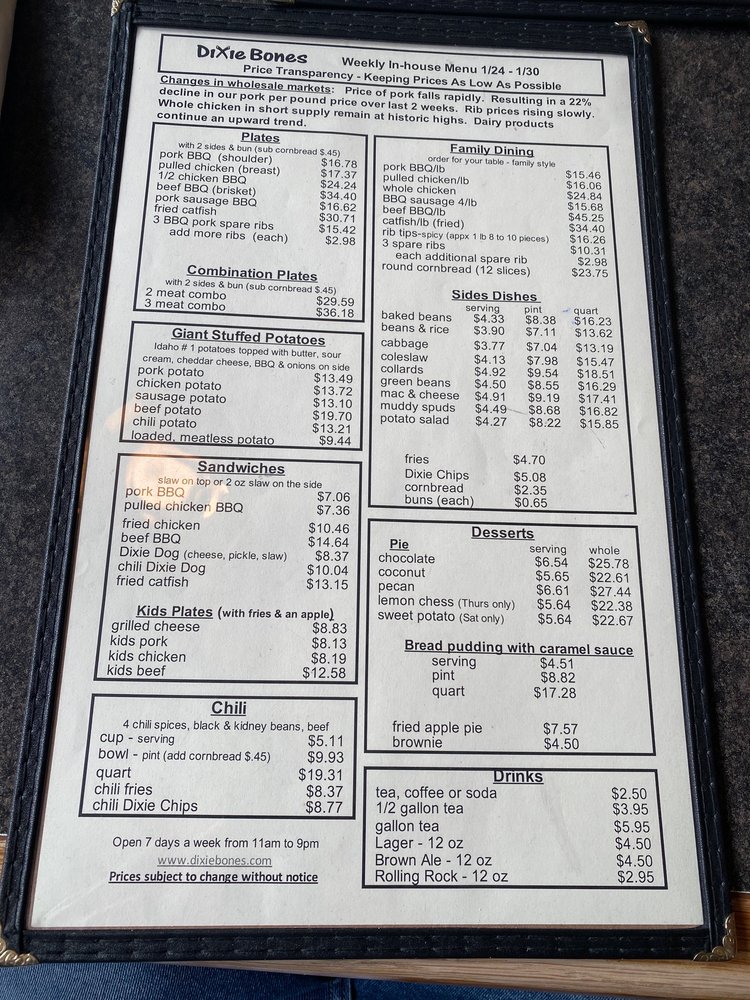 DiXie Bones Weekly In-house Menu 1/24 - 1/30
Price Transparency - Keeping Prices As Low As Possible
Changes in wholesale markets: Price of pork falls rapidly. Resulting in a 22%
decline in our pork per pound price over last 2 weeks. Rib prices rising slowly.
Whole chicken in short supply remain at historic highs. Dairy products
continue an upward trend.
Plates
with 2 sides & bun (sub cornbread $.45)
pork BBQ (shoulder) $16.78
pulled chicken (breast) $17.37
1/2 chicken BBQ $24.24
beef BBQ (brisket) $34.40
pork sausage BBQ $16.62
fried catfish $30.71
3 BBQ pork spare ribs $15.42
add more ribs (each) $2.98
Combination Plates
with 2 sides & bun (sub cornbread $.45)
2 meat combo $29.59
3 meat combo $36.18
Giant Stuffed Potatoes
Idaho # 1 potatoes topped with butter, sour
cream, cheddar cheese, BBQ & onions on side
pork potato $13.49
chicken potato $13.72
sausage potato $13.10
beef potato $19.70
chili potato $13.21
loaded, meatless potato $9.44
Sandwiches
slaw on top or 2 oz slaw on the side
pork BBQ $7.06
pulled chicken BBQ $7.36
fried chicken $10.46
beef BBQ $14.64
Dixie Dog (cheese, pickle, slaw) $8.37
chili Dixie Dog $10.04
fried catfish $13.15
Kids Plates (with fries & an apple)
grilled cheese $8.83
kids pork $8.13
kids chicken $8.19
kids beef $12.58
Chili
4 chili spices, black & kidney beans, beef
cup - serving $5.11
bowl - pint (add cornbread $.45) $9.93
quart $19.31
chili fries $8.37
chili Dixie Chips $8.77
Open 7 days a week from 11am to 9pm
www.dixiebones.com
Prices subject to change without notice
Family Dining
order for your table - family style
pork BBQ/lb $15.46
pulled chicken/lb $16.06
whole chicken $24.84
BBQ sausage 4/lb $15.68
beef BBQ/lb $45.25
catfish/lb (fried) $34.40
rib tips-spicy (appx 1 lb 8 to 10 pieces) $16.26
3 spare ribs $10.31
each additional spare rib $2.98
round cornbread (12 slices) $23.75
Sides Dishes
serving pint quart
baked beans $4.33 $8.38 $16.23
beans & rice $3.90 $7.11 $13.62
cabbage $3.77 $7.04 $13.19
coleslaw $4.13 $7.98 $15.47
collards $4.92 $9.54 $18.51
green beans $4.50 $8.55 $16.29
mac & cheese $4.91 $9.19 $17.41
muddy spuds $4.49 $8.68 $16.82
potato salad $4.27 $8.22 $15.85
fries $4.70
Dixie Chips $5.08
cornbread $2.35
buns (each) $0.65
Desserts
Pie serving whole
chocolate $6.54 $25.78
coconut $5.65 $22.61
pecan $6.61 $27.44
lemon chess (Thurs only) $5.64 $22.38
sweet potato (Sat only) $5.64 $22.67
Bread pudding with caramel sauce
serving $4.51
pint $8.82
quart $17.28
fried apple pie $7.57
brownie $4.50
Drinks
tea, coffee or soda $2.50
1/2 gallon tea $3.95
gallon tea $5.95
Lager - 12 oz $4.50
Brown Ale - 12 oz $4.50
Rolling Rock - 12 oz $2.95